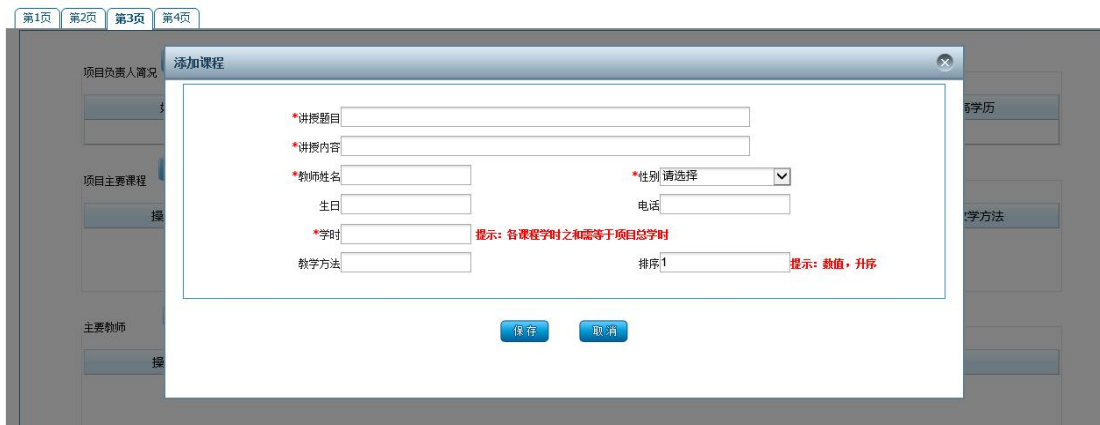 第1页 第2页 第3页 第4页
添加课程
项目负责人简况
高学历
*讲授题目
*讲授内容
*教师姓名 *性别 请选择
项目主要课程
生日 电话
操 学方法
*学时 提示：各课程学时之和需等于项目总学时
教学方法 排序 1 提示：数值，升序
主要教师
保存 取消
操